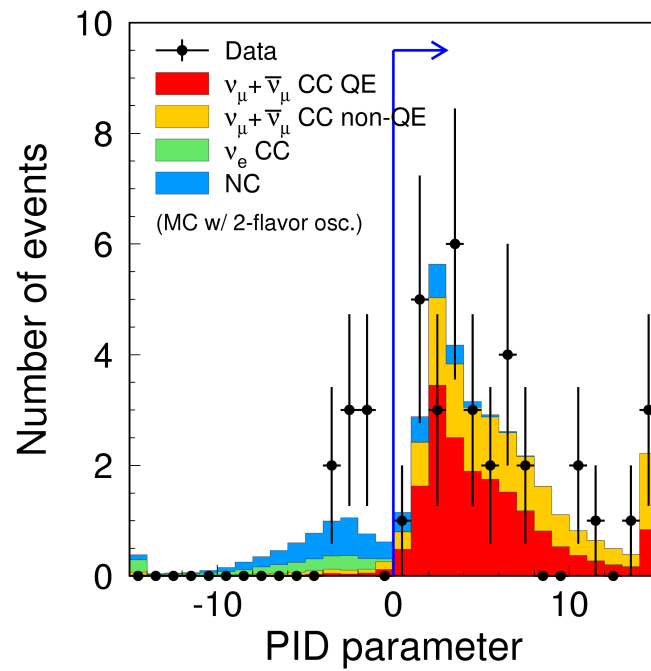 10
8
6
4
2
0
Number of events
Data
ν_μ + ν̅_μ CC QE
ν_μ + ν̅_μ CC non-QE
ν_e CC
NC
(MC w/ 2-flavor osc.)
-10 0 10
PID parameter